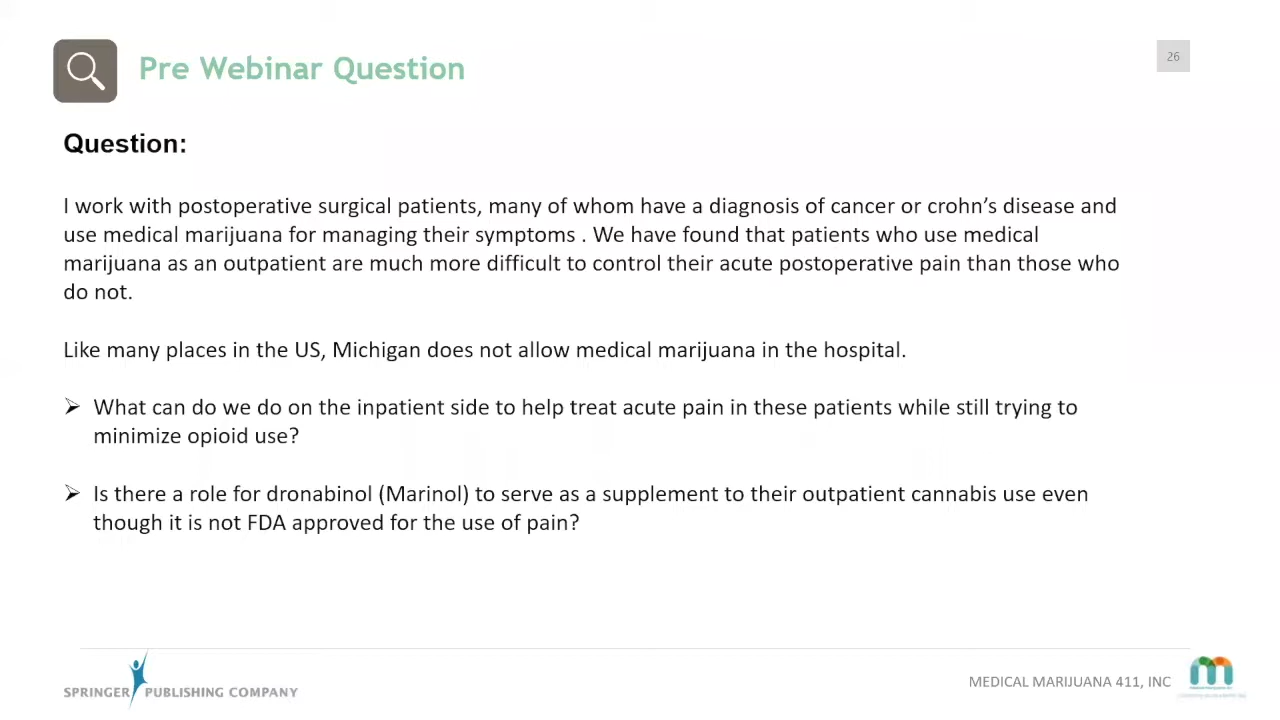 Pre Webinar Question
26
Question:
I work with postoperative surgical patients, many of whom have a diagnosis of cancer or crohn’s disease and
use medical marijuana for managing their symptoms . We have found that patients who use medical
marijuana as an outpatient are much more difficult to control their acute postoperative pain than those who
do not.
Like many places in the US, Michigan does not allow medical marijuana in the hospital.
➢ What can do we do on the inpatient side to help treat acute pain in these patients while still trying to
minimize opioid use?
➢ Is there a role for dronabinol (Marinol) to serve as a supplement to their outpatient cannabis use even
though it is not FDA approved for the use of pain?
SPRINGER PUBLISHING COMPANY
MEDICAL MARIJUANA 411, INC